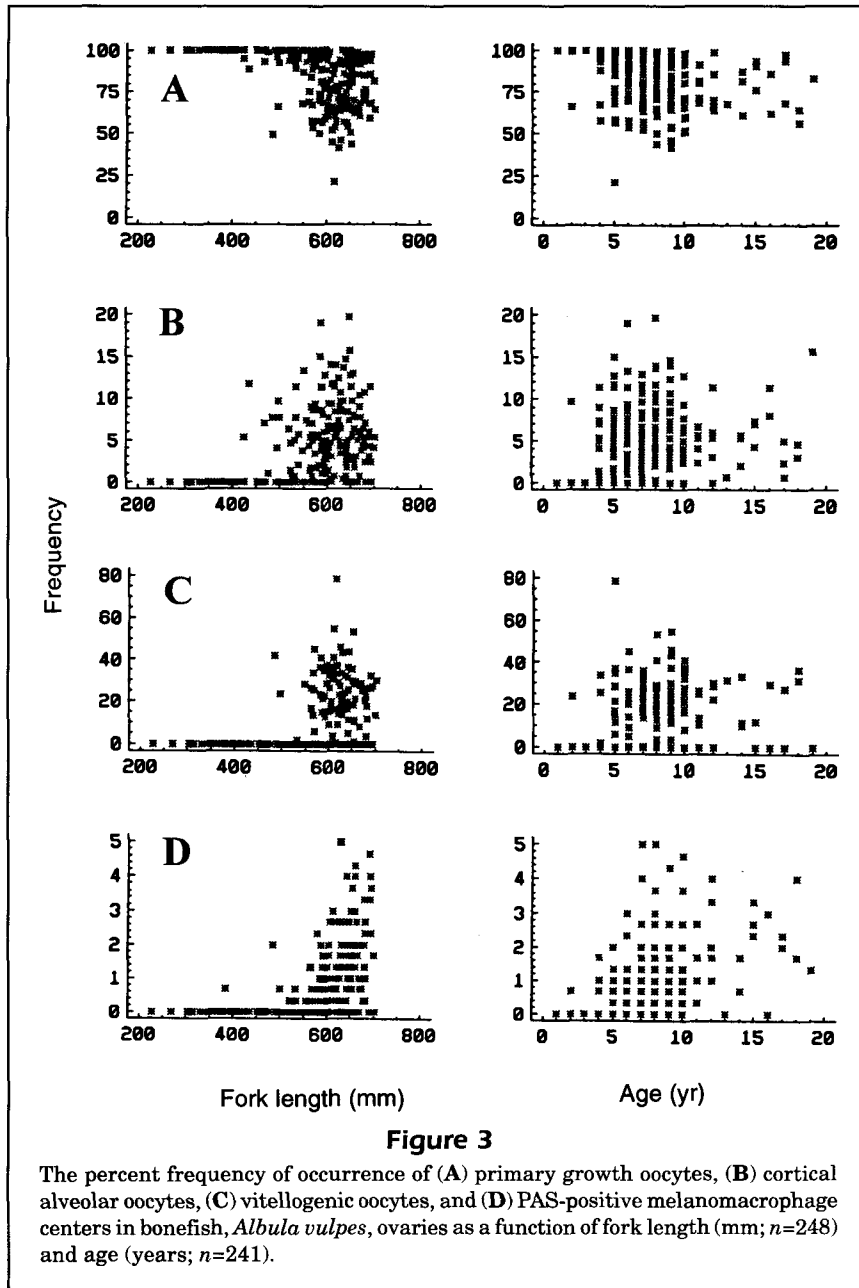 A
100
75
50
25
0
200 400 600 800
100
75
50
25
0
0 5 10 15 20
B
20
15
10
5
0
200 400 600 800
20
15
10
5
0
0 5 10 15 20
Frequency
C
80
60
40
20
0
200 400 600 800
80
60
40
20
0
0 5 10 15 20
D
5
4
3
2
1
0
200 400 600 800
5
4
3
2
1
0
0 5 10 15 20
Fork length (mm)
Age (yr)
Figure 3
The percent frequency of occurrence of (A) primary growth oocytes, (B) cortical
alveolar oocytes, (C) vitellogenic oocytes, and (D) PAS-positive melanomacrophage
centers in bonefish, Albula vulpes, ovaries as a function of fork length (mm; n=248)
and age (years; n=241).